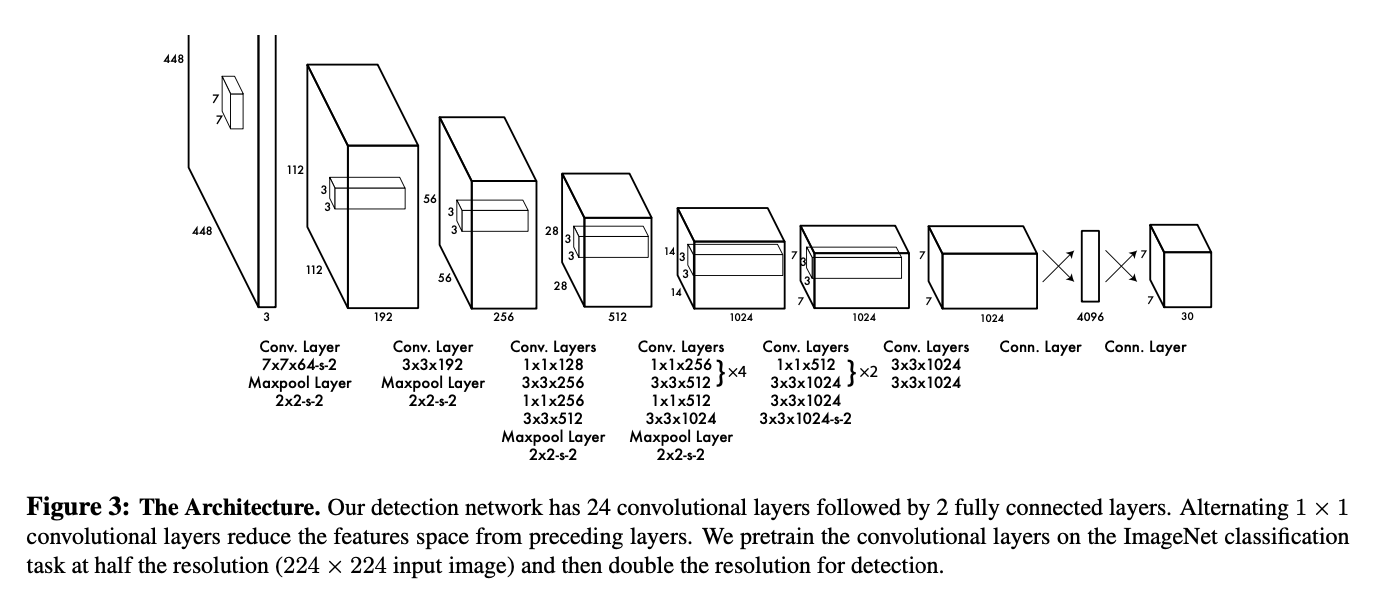 448
7
7
448
3
112
3
3
112
192
56
3
3
56
256
28
3
3
28
512
14
3
3
14
1024
7
3
3
7
1024
7
7
1024
4096
7
7
30
Conv. Layer
7x7x64-s-2
Maxpool Layer
2x2-s-2
Conv. Layer
3x3x192
Maxpool Layer
2x2-s-2
Conv. Layers
1x1x128
3x3x256
1x1x256
3x3x512
Maxpool Layer
2x2-s-2
Conv. Layers
1x1x256
3x3x512
} ×4
1x1x512
3x3x1024
Maxpool Layer
2x2-s-2
Conv. Layers
1x1x512
3x3x1024
} ×2
3x3x1024
3x3x1024-s-2
Conv. Layers
3x3x1024
3x3x1024
Conn. Layer
Conn. Layer
Figure 3: The Architecture. Our detection network has 24 convolutional layers followed by 2 fully connected layers. Alternating 1 × 1
convolutional layers reduce the features space from preceding layers. We pretrain the convolutional layers on the ImageNet classification
task at half the resolution (224 × 224 input image) and then double the resolution for detection.